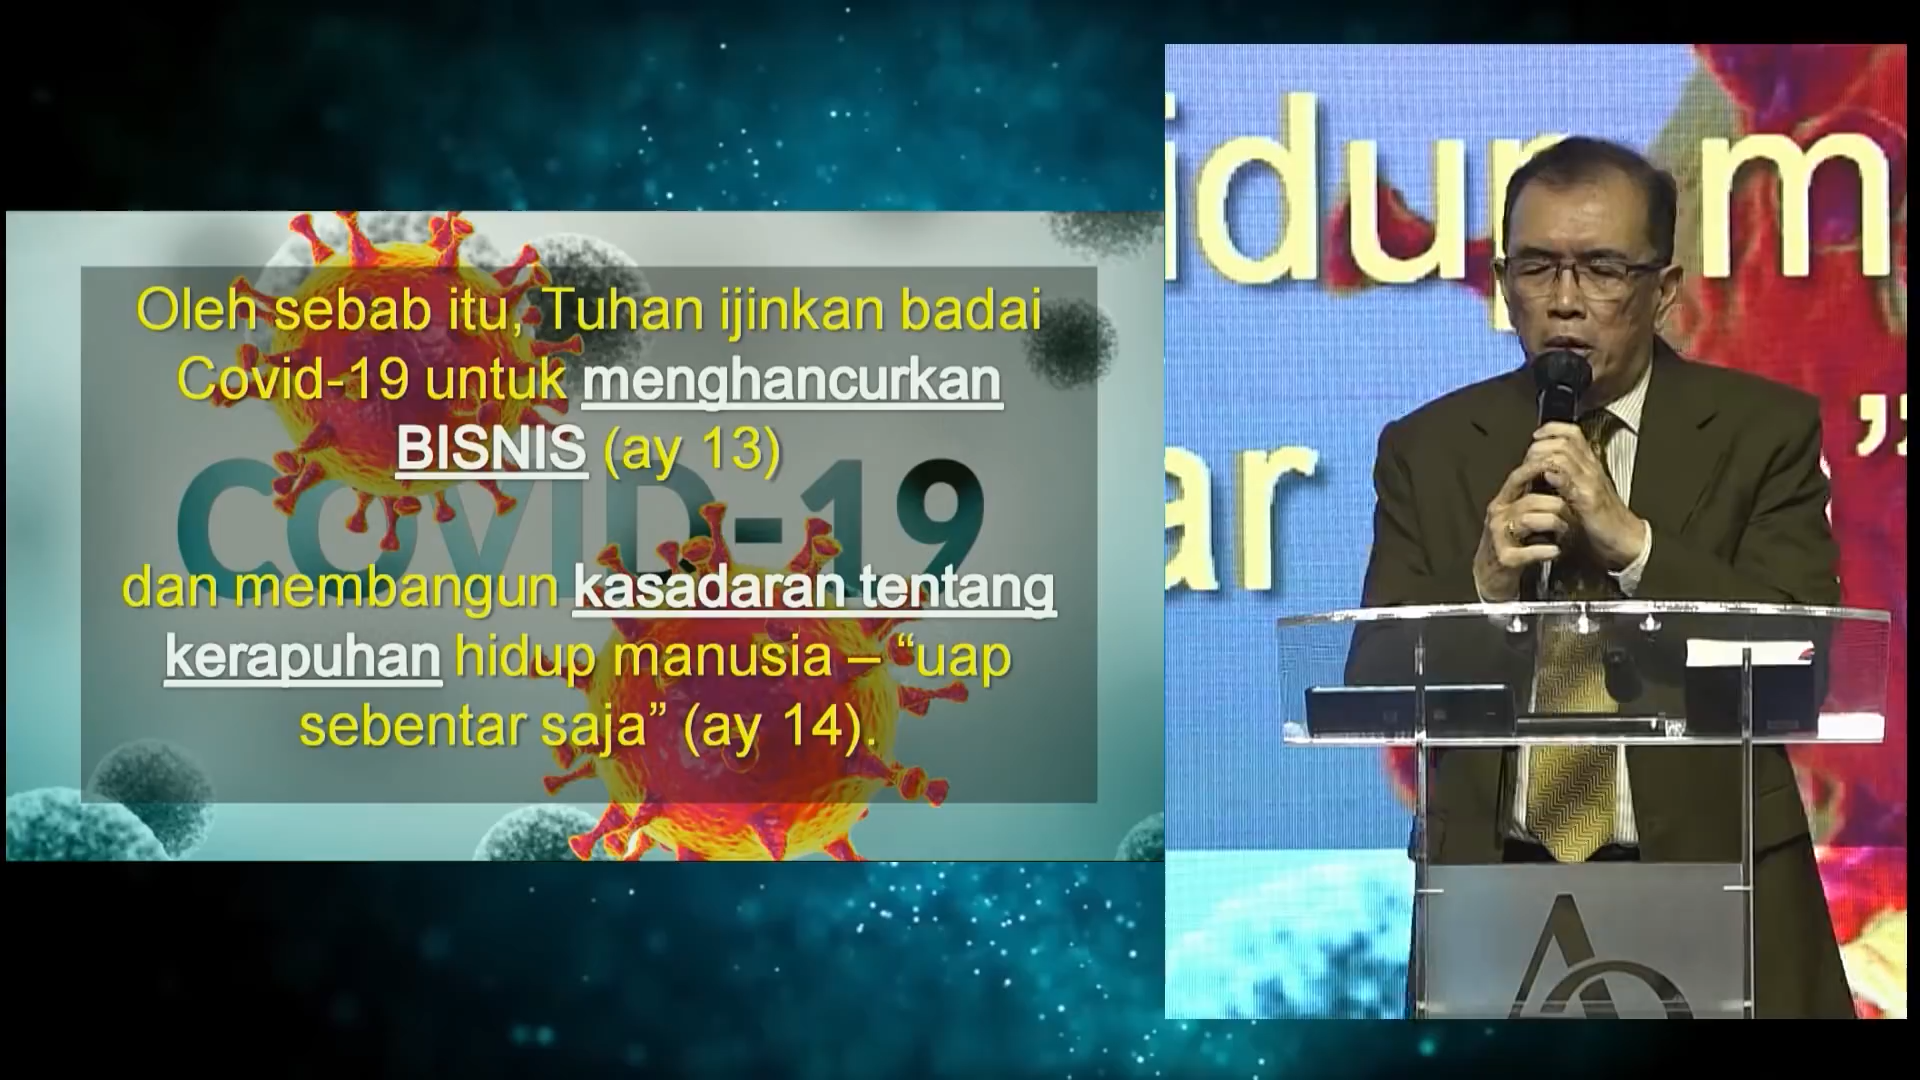 Oleh sebab itu, Tuhan ijinkan badai
Covid-19 untuk menghancurkan
BISNIS (ay 13)
COVID-19
dan membangun kasadaran tentang
kerapuhan hidup manusia – “uap
sebentar saja” (ay 14).
idup m
ar ”